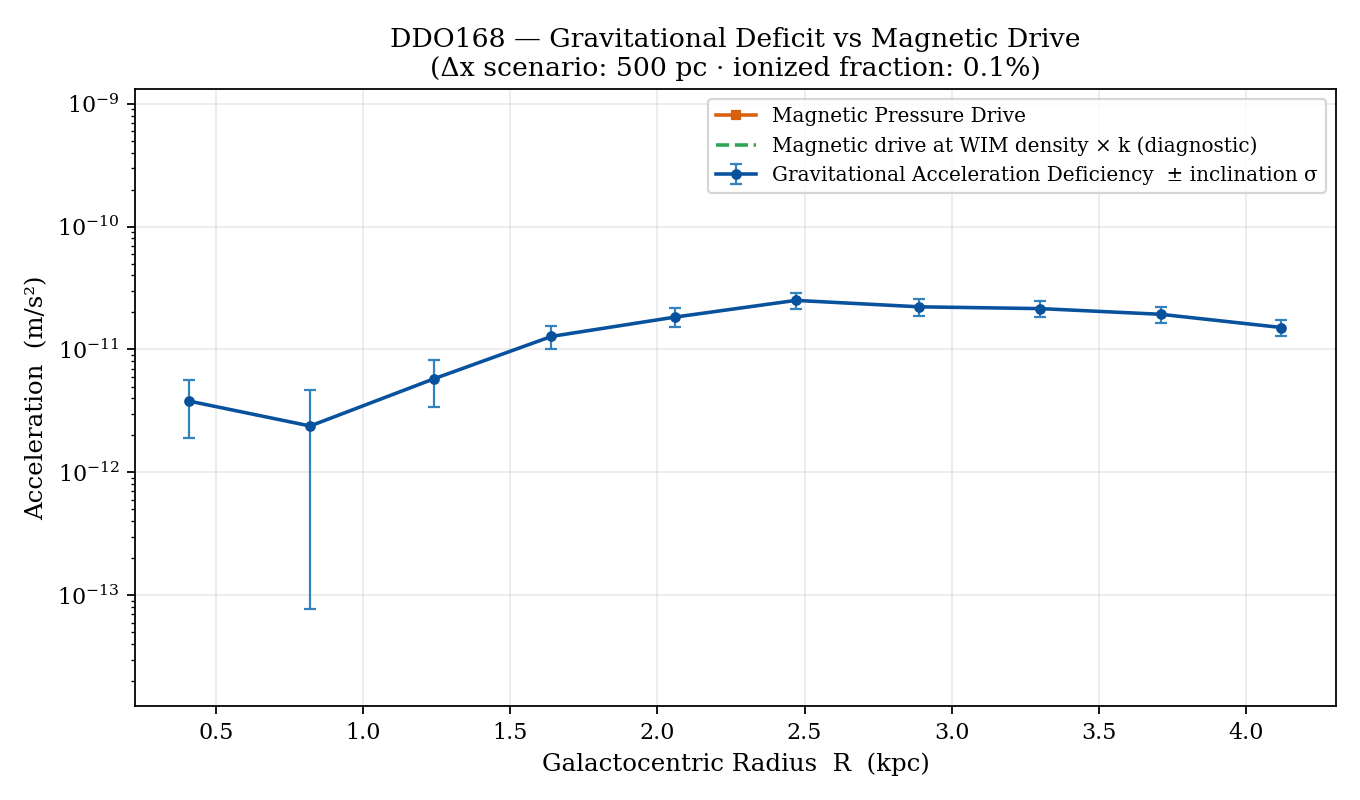 DDO168 — Gravitational Deficit vs Magnetic Drive
(Δx scenario: 500 pc · ionized fraction: 0.1%)
Magnetic Pressure Drive
Magnetic drive at WIM density × k (diagnostic)
Gravitational Acceleration Deficiency ± inclination σ
Acceleration (m/s²)
10⁻⁹
10⁻¹⁰
10⁻¹¹
10⁻¹²
10⁻¹³
0.5 1.0 1.5 2.0 2.5 3.0 3.5 4.0
Galactocentric Radius R (kpc)